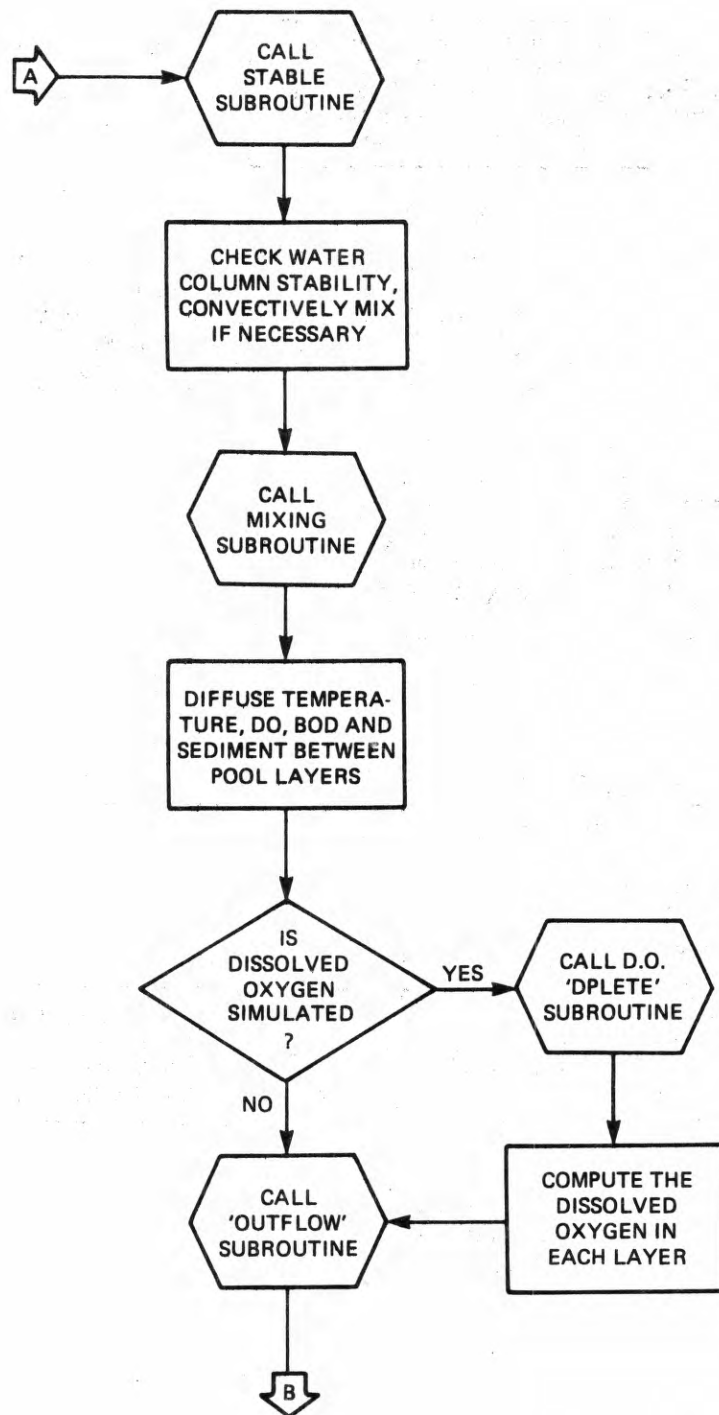 A
CALL
STABLE
SUBROUTINE
CHECK WATER
COLUMN STABILITY,
CONVECTIVELY MIX
IF NECESSARY
CALL
MIXING
SUBROUTINE
DIFFUSE TEMPERA-
TURE, DO, BOD AND
SEDIMENT BETWEEN
POOL LAYERS
IS
DISSOLVED
OXYGEN
SIMULATED
?
YES
CALL D.O.
'DPLETE'
SUBROUTINE
NO
COMPUTE THE
DISSOLVED
OXYGEN IN
EACH LAYER
CALL
'OUTFLOW'
SUBROUTINE
B